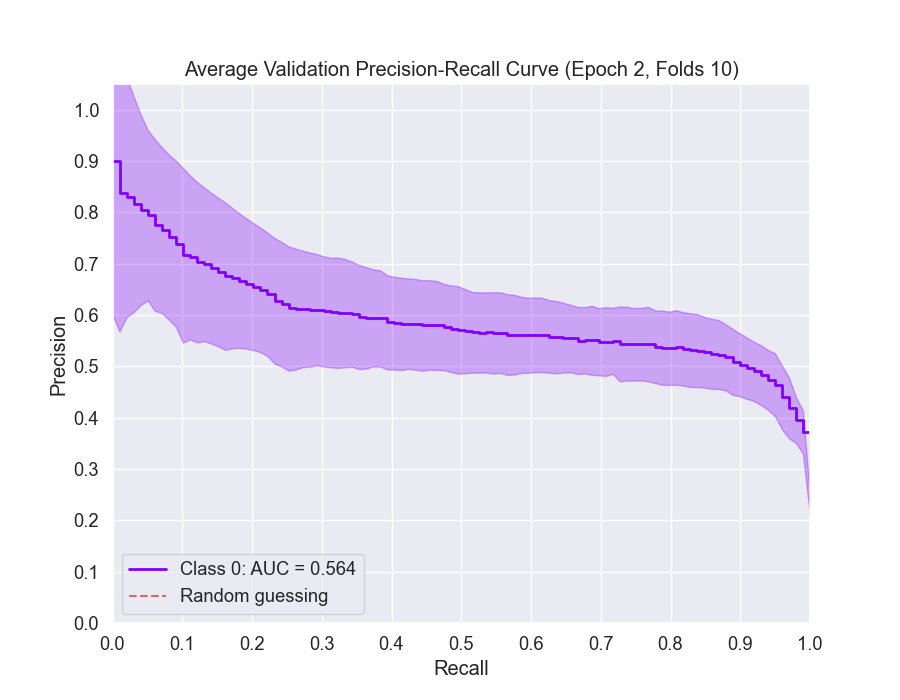 Average Validation Precision-Recall Curve (Epoch 2, Folds 10)
Precision
1.0
0.9
0.8
0.7
0.6
0.5
0.4
0.3
0.2
0.1
0.0
Class 0: AUC = 0.564
Random guessing
0.0 0.1 0.2 0.3 0.4 0.5 0.6 0.7 0.8 0.9 1.0
Recall